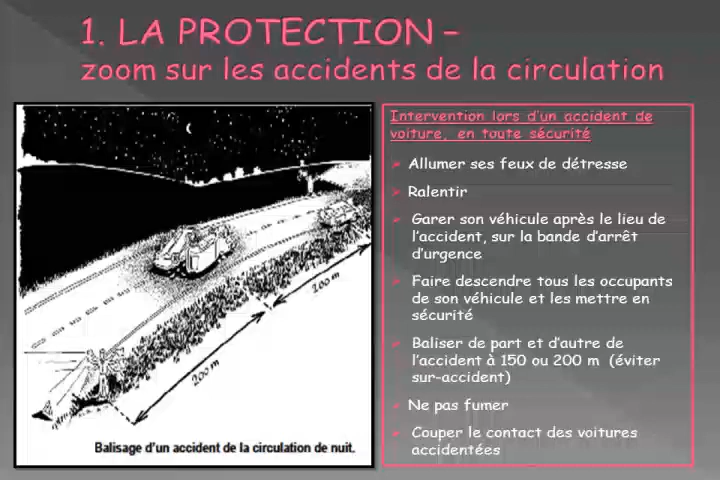 1. LA PROTECTION –
zoom sur les accidents de la circulation
200 m
200 m
Balisage d'un accident de la circulation de nuit.
Intervention lors d'un accident de
voiture, en toute sécurité
Allumer ses feux de détresse
Ralentir
Garer son véhicule après le lieu de
l'accident, sur la bande d'arrêt
d'urgence
Faire descendre tous les occupants
de son véhicule et les mettre en
sécurité
Baliser de part et d'autre de
l'accident à 150 ou 200 m (éviter
sur-accident)
Ne pas fumer
Couper le contact des voitures
accidentées